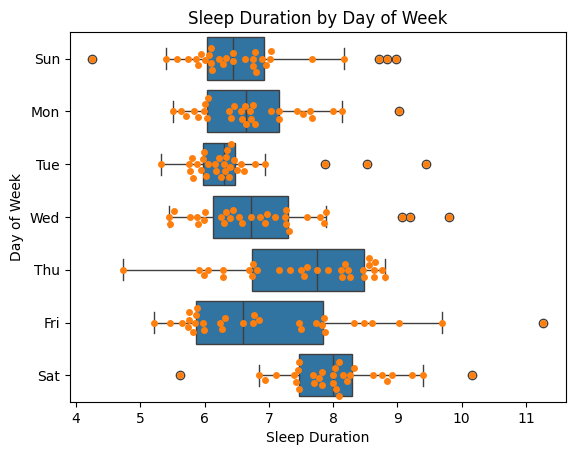 Sleep Duration by Day of Week
Sun
Mon
Tue
Wed
Thu
Fri
Sat
Day of Week
4 5 6 7 8 9 10 11
Sleep Duration